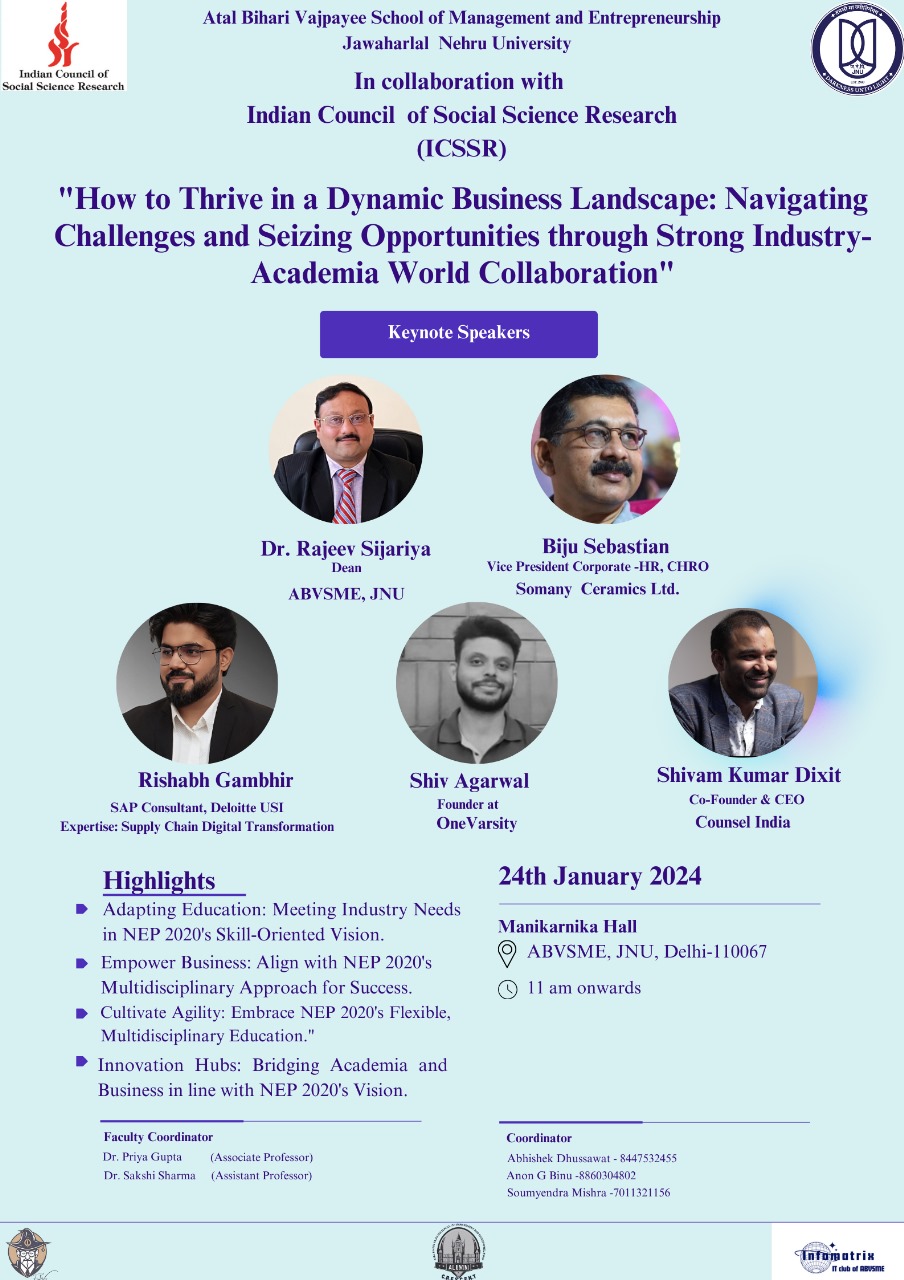 Indian Council of
Social Science Research
Atal Bihari Vajpayee School of Management and Entrepreneurship
Jawaharlal Nehru University
In collaboration with
Indian Council of Social Science Research
(ICSSR)
JNU
DARKNESS UNTO LIGHT
"How to Thrive in a Dynamic Business Landscape: Navigating
Challenges and Seizing Opportunities through Strong Industry-
Academia World Collaboration"
Keynote Speakers
Dr. Rajeev Sijariya
Dean
ABVSME, JNU
Biju Sebastian
Vice President Corporate -HR, CHRO
Somany Ceramics Ltd.
Rishabh Gambhir
SAP Consultant, Deloitte USI
Expertise: Supply Chain Digital Transformation
Shiv Agarwal
Founder at
OneVarsity
Shivam Kumar Dixit
Co-Founder & CEO
Counsel India
Highlights
Adapting Education: Meeting Industry Needs
in NEP 2020's Skill-Oriented Vision.
Empower Business: Align with NEP 2020's
Multidisciplinary Approach for Success.
Cultivate Agility: Embrace NEP 2020's Flexible,
Multidisciplinary Education."
Innovation Hubs: Bridging Academia and
Business in line with NEP 2020's Vision.
24th January 2024
Manikarnika Hall
ABVSME, JNU, Delhi-110067
11 am onwards
Faculty Coordinator
Dr. Priya Gupta (Associate Professor)
Dr. Sakshi Sharma (Assistant Professor)
Coordinator
Abhishek Dhussawat - 8447532455
Anon G Binu -8860304802
Soumyendra Mishra -7011321156
ALUMNI
Infomatrix
IT club of ABVSME